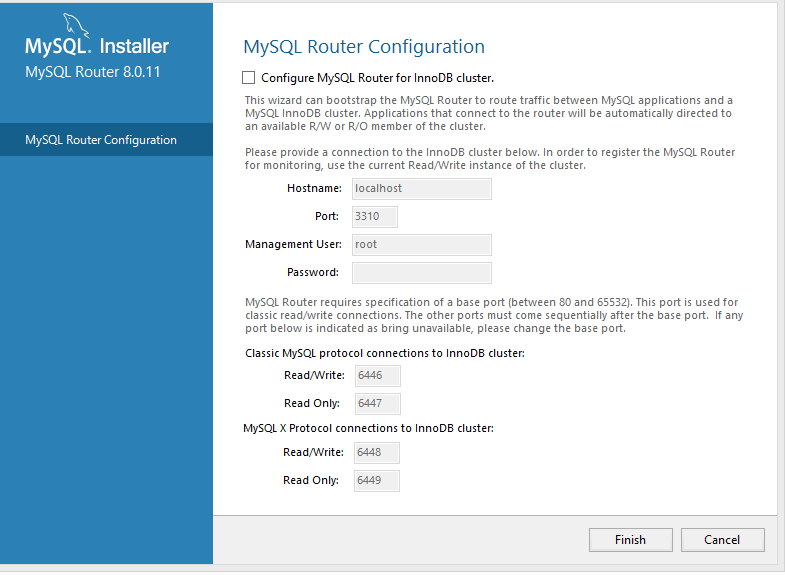 MySQL® Installer
MySQL Router 8.0.11
MySQL Router Configuration
MySQL Router Configuration
Configure MySQL Router for InnoDB cluster.
This wizard can bootstrap the MySQL Router to route traffic between MySQL applications and a
MySQL InnoDB cluster. Applications that connect to the router will be automatically directed to
an available R/W or R/O member of the cluster.
Please provide a connection to the InnoDB cluster below. In order to register the MySQL Router
for monitoring, use the current Read/Write instance of the cluster.
Hostname: localhost
Port: 3310
Management User: root
Password:
MySQL Router requires specification of a base port (between 80 and 65532). This port is used for
classic read/write connections. The other ports must come sequentially after the base port. If any
port below is indicated as bring unavailable, please change the base port.
Classic MySQL protocol connections to InnoDB cluster:
Read/Write: 6446
Read Only: 6447
MySQL X Protocol connections to InnoDB cluster:
Read/Write: 6448
Read Only: 6449
Finish Cancel